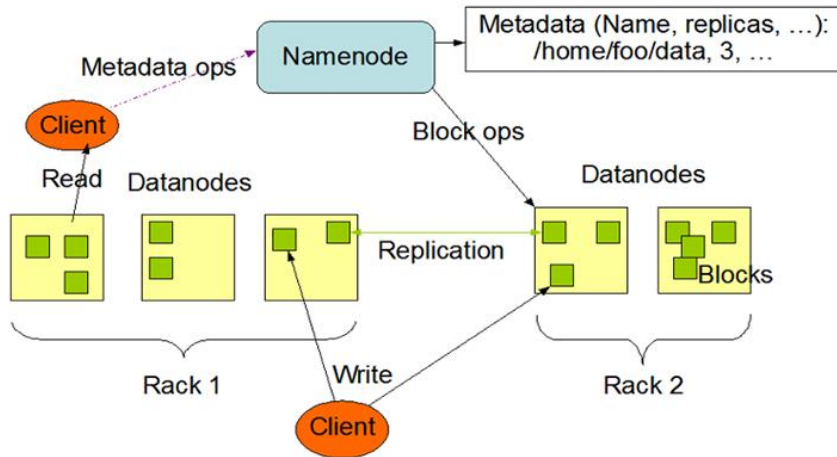 Metadata (Name, replicas, …):
/home/foo/data, 3, …
Namenode
Metadata ops
Client
Block ops
Read
Datanodes
Datanodes
Replication
Blocks
Rack 1
Write
Rack 2
Client